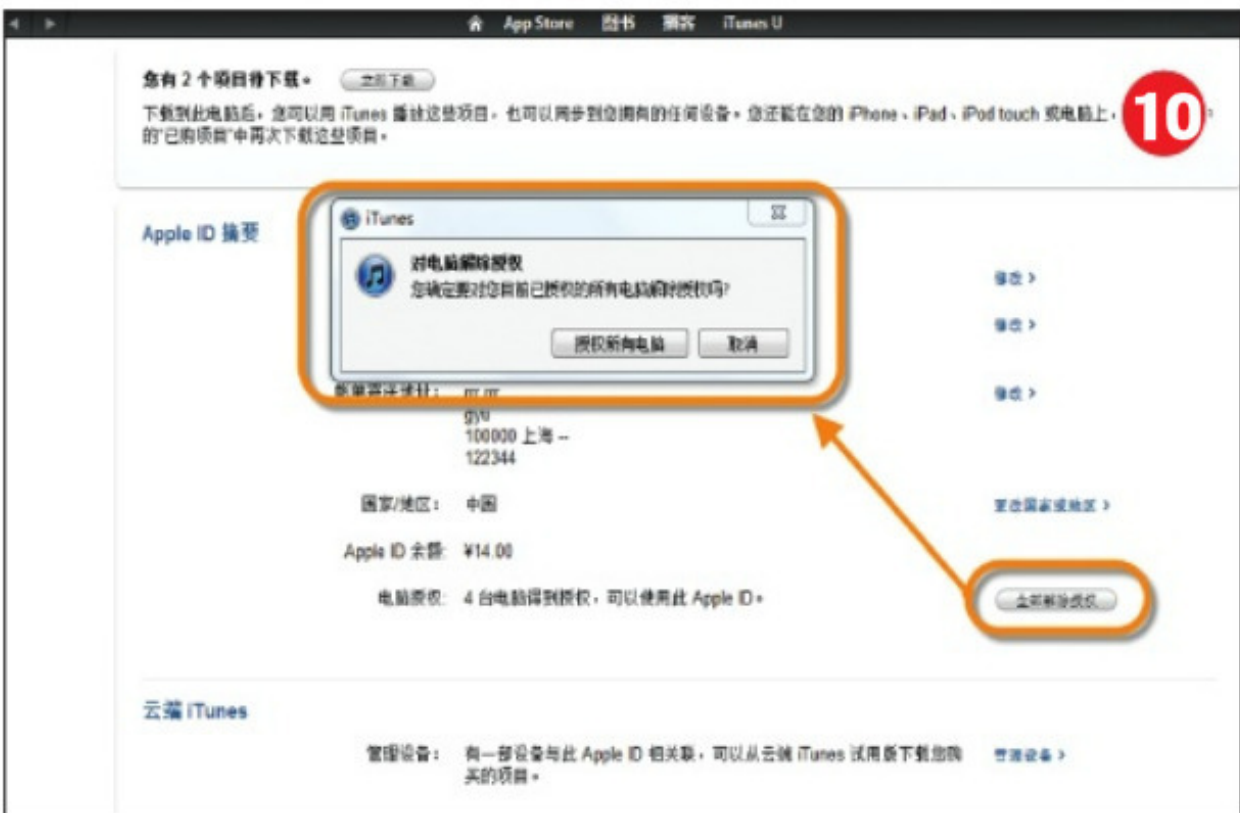 App Store 图书 播客 iTunes U
您有 2 个项目待下载。 立即下载
下载到此电脑后，您可以用 iTunes 播放这些项目，也可以同步到您拥有的任何设备。您还能在您的 iPhone、iPad、iPod touch 或电脑上，
的“已购项目”中再次下载这些项目。
10
Apple ID 摘要
iTunes
对电脑解除授权
您确定要对您目前已授权的所有电脑解除授权吗?
授权所有电脑 取消
修改 >
修改 >
账单寄送地址： rrr rrr 修改 >
gyu
100000 上海 --
122344
国家/地区： 中国 更改国家或地区 >
Apple ID 余额: ¥14.00
电脑授权: 4 台电脑得到授权，可以使用此 Apple ID。 全部解除授权
云端 iTunes
管理设备： 有一部设备与此 Apple ID 相关联，可以从云端 iTunes 试用版下载您购 管理设备 >
买的项目。